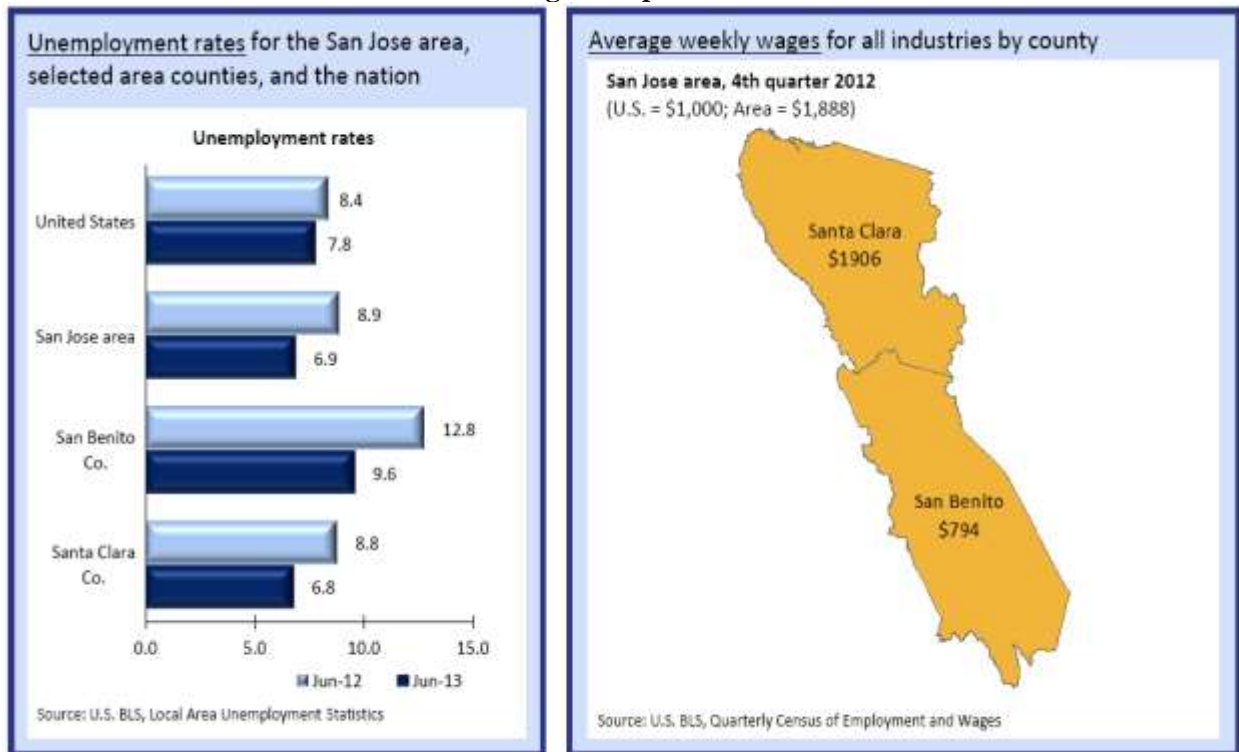 Unemployment rates for the San Jose area,
selected area counties, and the nation
Unemployment rates
United States
8.4
7.8
San Jose area
8.9
6.9
San Benito
Co.
12.8
9.6
Santa Clara
Co.
8.8
6.8
0.0 5.0 10.0 15.0
Jun-12 Jun-13
Source: U.S. BLS, Local Area Unemployment Statistics
Average weekly wages for all industries by county
San Jose area, 4th quarter 2012
(U.S. = $1,000; Area = $1,888)
Santa Clara
$1906
San Benito
$794
Source: U.S. BLS, Quarterly Census of Employment and Wages